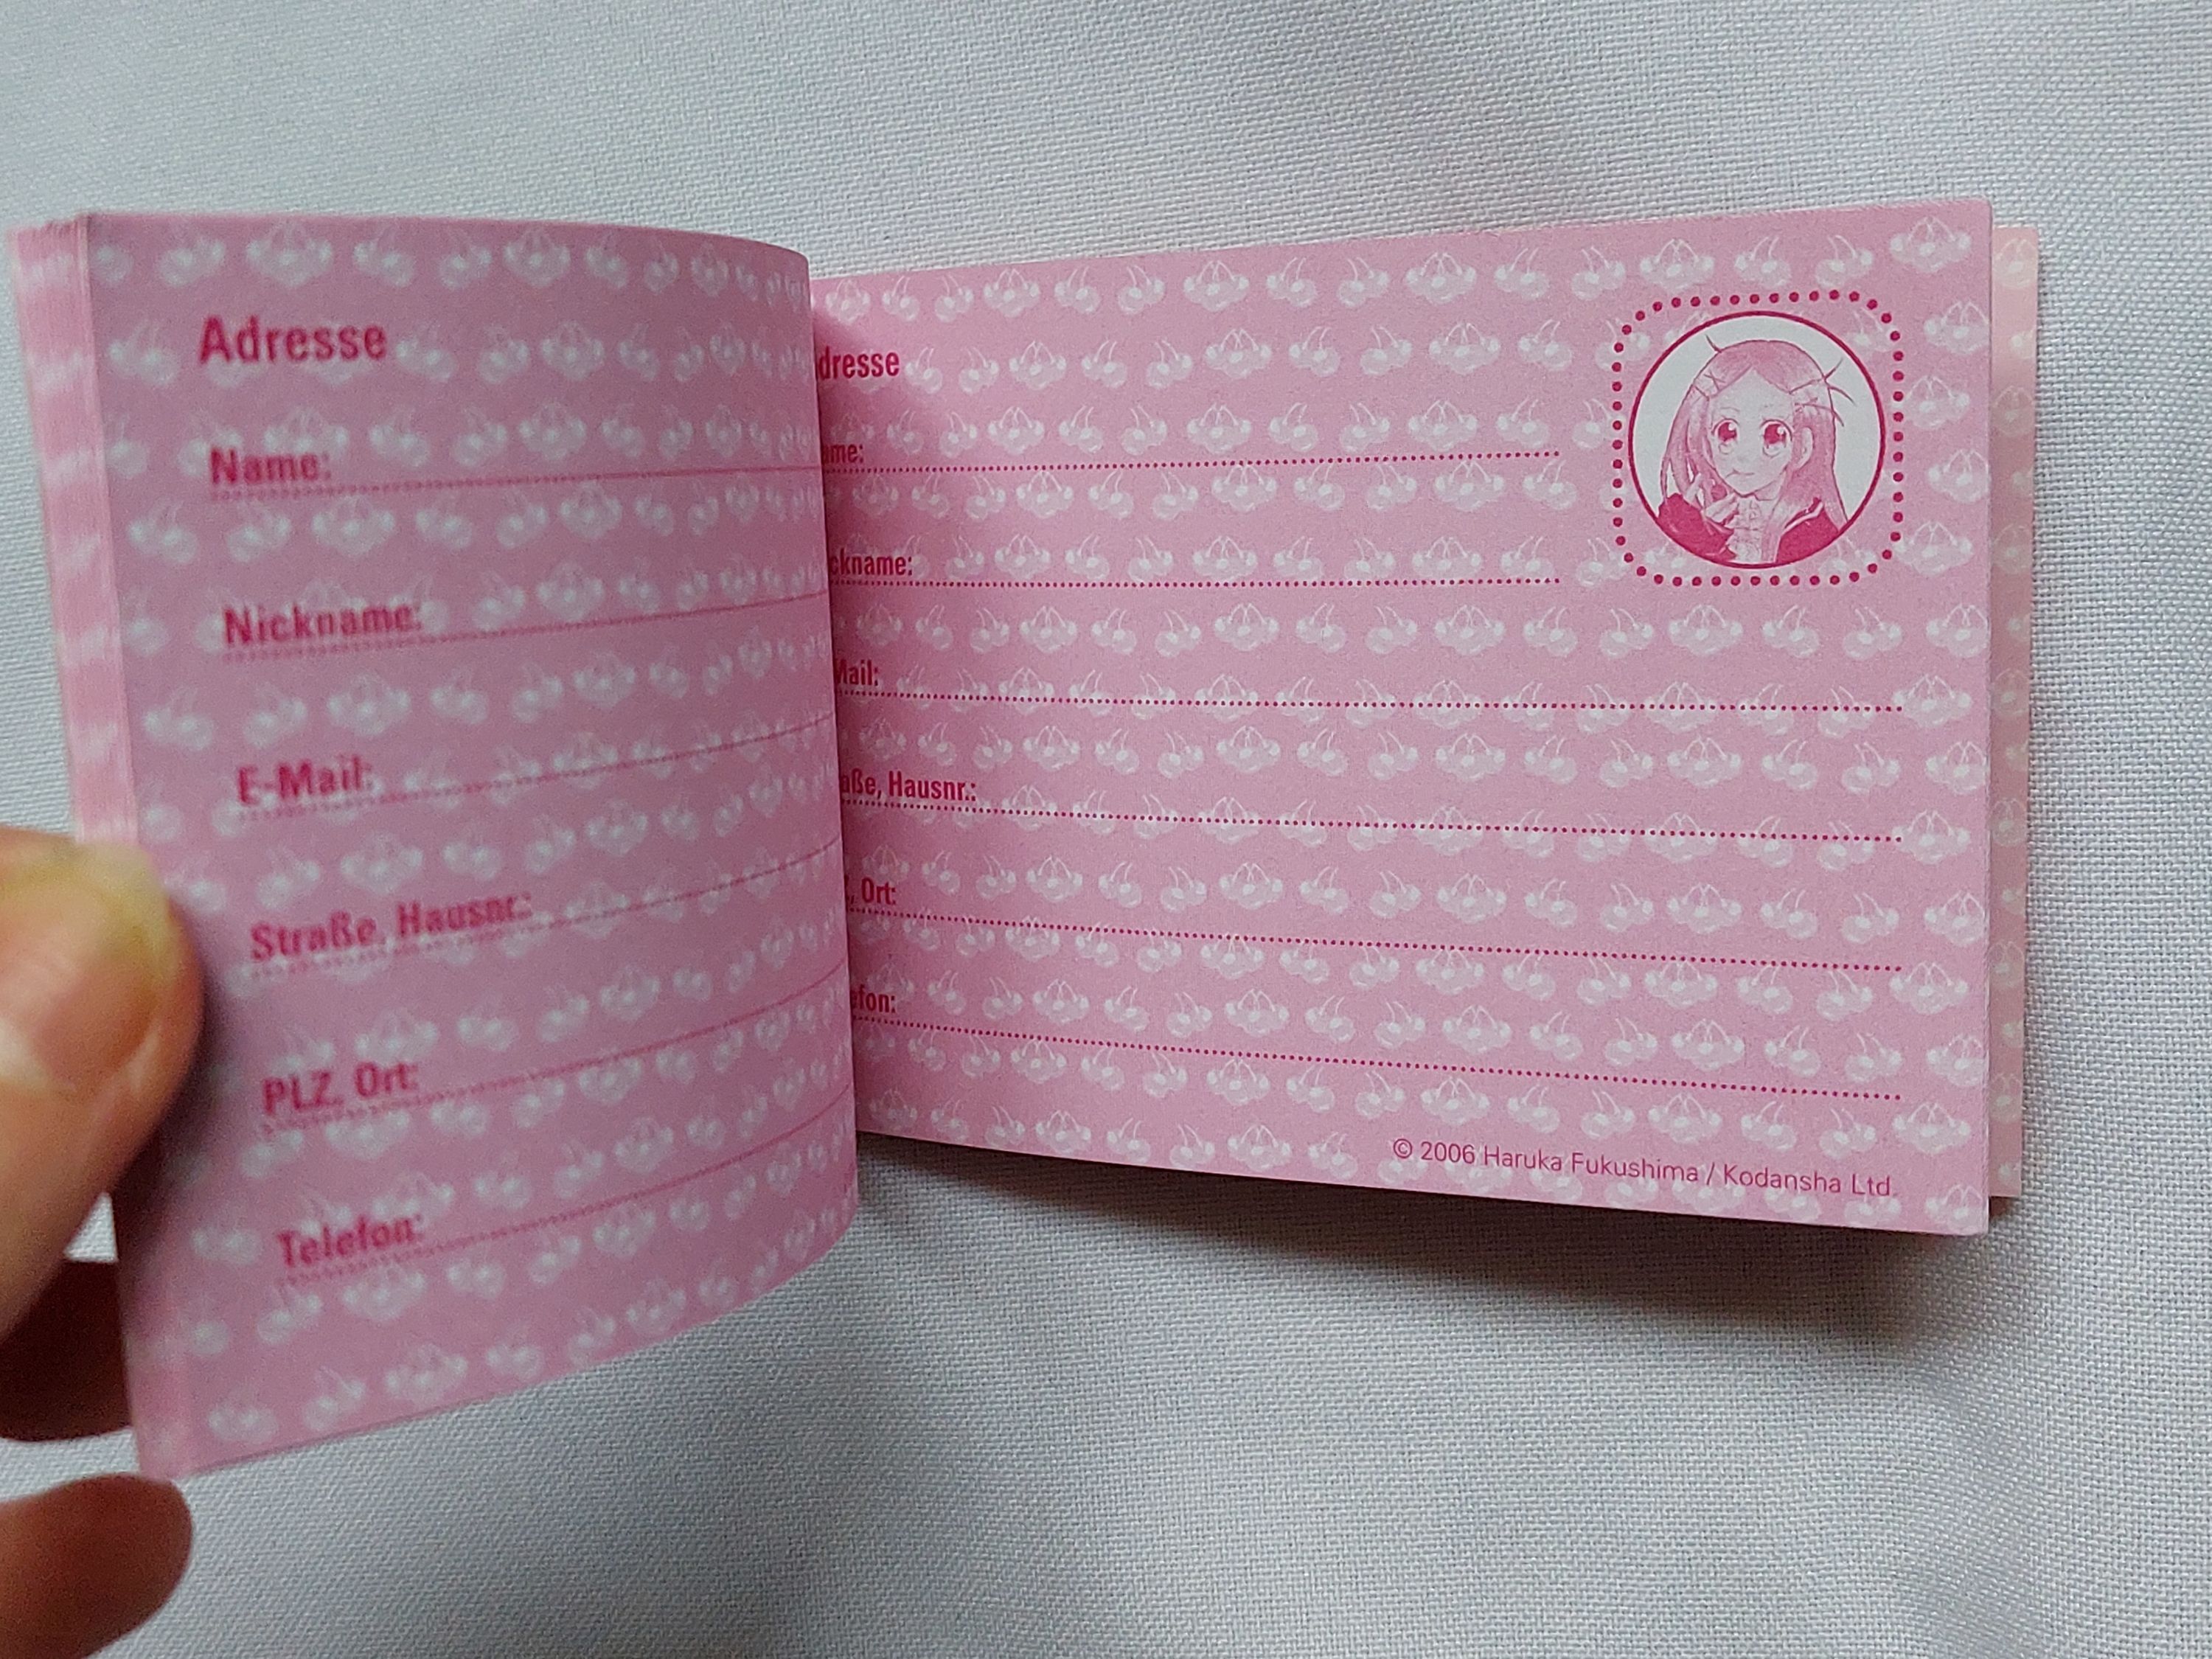 Adresse
Name:
Nickname:
E-Mail:
Straße, Hausnr.:
PLZ, Ort:
Telefon:
dresse
ame:
ckname:
Mail:
aße, Hausnr.:
, Ort:
efon:
© 2006 Haruka Fukushima / Kodansha Ltd.